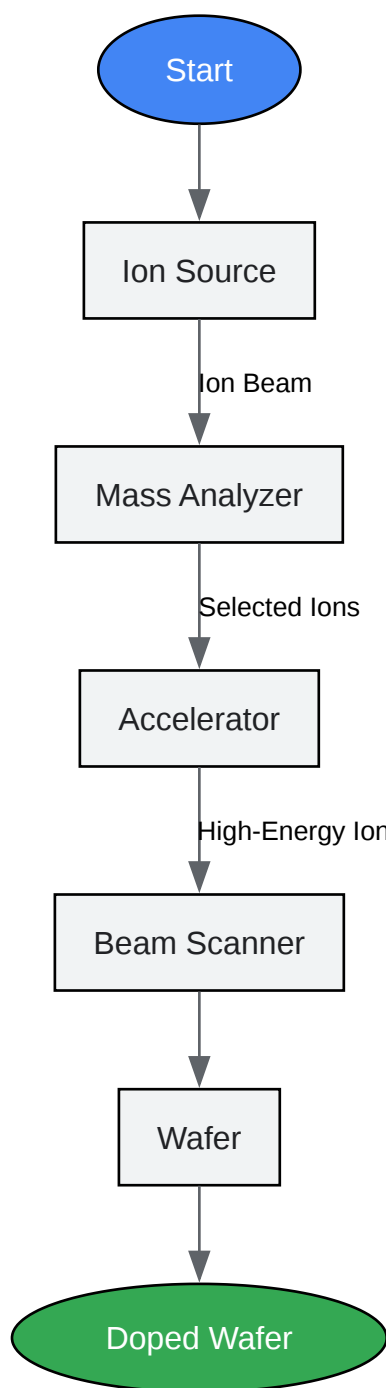 Start
Ion Source
Ion Beam
Mass Analyzer
Selected Ions
Accelerator
High-Energy Ion
Beam Scanner
Wafer
Doped Wafer